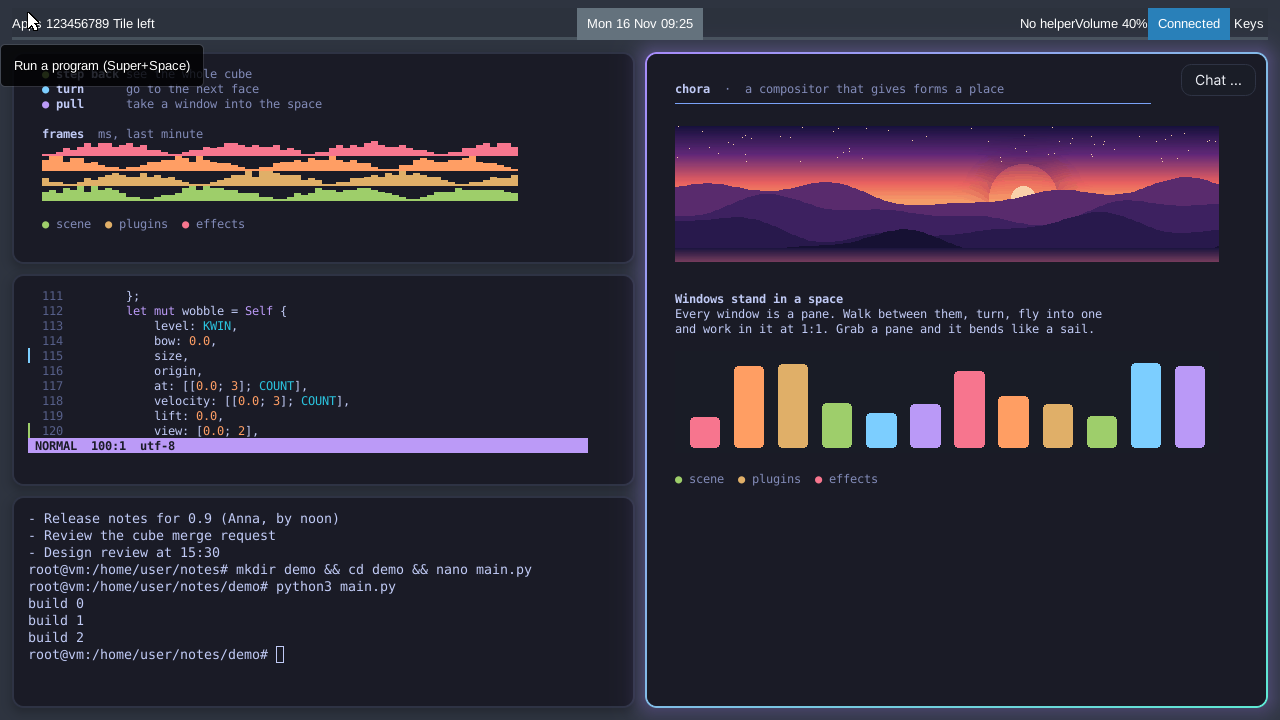 123456789 Tile left
Mon 16 Nov 09:25
No helper Volume 40% Connected Keys
Run a program (Super+Space)
step back see the whole cube
turn go to the next face
pull take a window into the space
frames ms, last minute
scene plugins effects
111 };
112 let mut wobble = Self {
113 level: KWIN,
114 bow: 0.0,
115 size,
116 origin,
117 at: [[0.0; 3]; COUNT],
118 velocity: [[0.0; 3]; COUNT],
119 lift: 0.0,
120 view: [0.0; 2],
NORMAL 100:1 utf-8
- Release notes for 0.9 (Anna, by noon)
- Review the cube merge request
- Design review at 15:30
root@vm:/home/user/notes# mkdir demo && cd demo && nano main.py
root@vm:/home/user/notes/demo# python3 main.py
build 0
build 1
build 2
root@vm:/home/user/notes/demo#
Chat ...
chora · a compositor that gives forms a place
Windows stand in a space
Every window is a pane. Walk between them, turn, fly into one
and work in it at 1:1. Grab a pane and it bends like a sail.
scene plugins effects